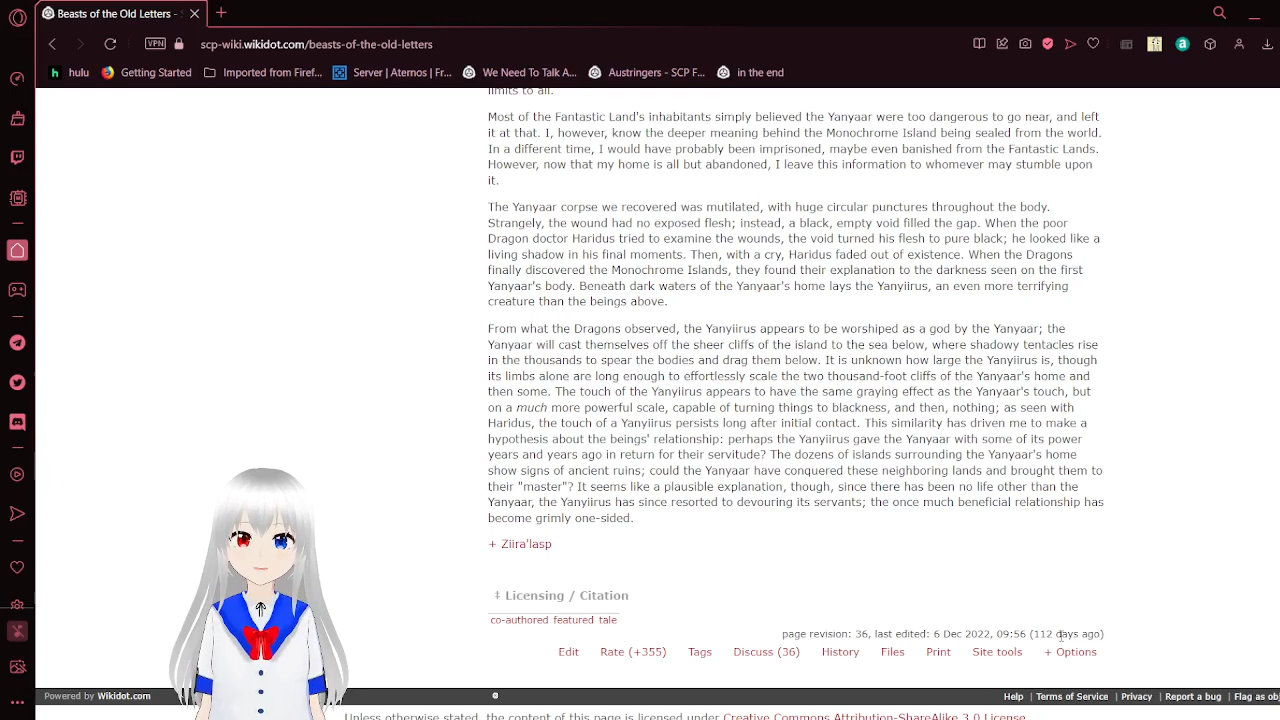 Beasts of the Old Letters -
VPN
scp-wiki.wikidot.com/beasts-of-the-old-letters
hulu
Getting Started
Imported from Firef...
Server | Aternos | Fr...
We Need To Talk A...
Austringers - SCP F...
in the end
limits to all.
Most of the Fantastic Land's inhabitants simply believed the Yanyaar were too dangerous to go near, and left
it at that. I, however, know the deeper meaning behind the Monochrome Island being sealed from the world.
In a different time, I would have probably been imprisoned, maybe even banished from the Fantastic Lands.
However, now that my home is all but abandoned, I leave this information to whomever may stumble upon
it.
The Yanyaar corpse we recovered was mutilated, with huge circular punctures throughout the body.
Strangely, the wound had no exposed flesh; instead, a black, empty void filled the gap. When the poor
Dragon doctor Haridus tried to examine the wounds, the void turned his flesh to pure black; he looked like a
living shadow in his final moments. Then, with a cry, Haridus faded out of existence. When the Dragons
finally discovered the Monochrome Islands, they found their explanation to the darkness seen on the first
Yanyaar's body. Beneath dark waters of the Yanyaar's home lays the Yanyiirus, an even more terrifying
creature than the beings above.
From what the Dragons observed, the Yanyiirus appears to be worshiped as a god by the Yanyaar; the
Yanyaar will cast themselves off the sheer cliffs of the island to the sea below, where shadowy tentacles rise
in the thousands to spear the bodies and drag them below. It is unknown how large the Yanyiirus is, though
its limbs alone are long enough to effortlessly scale the two thousand-foot cliffs of the Yanyaar's home and
then some. The touch of the Yanyiirus appears to have the same graying effect as the Yanyaar's touch, but
on a much more powerful scale, capable of turning things to blackness, and then, nothing; as seen with
Haridus, the touch of a Yanyiirus persists long after initial contact. This similarity has driven me to make a
hypothesis about the beings' relationship: perhaps the Yanyiirus gave the Yanyaar with some of its power
years and years ago in return for their servitude? The dozens of islands surrounding the Yanyaar's home
show signs of ancient ruins; could the Yanyaar have conquered these neighboring lands and brought them to
their "master"? It seems like a plausible explanation, though, since there has been no life other than the
Yanyaar, the Yanyiirus has since resorted to devouring its servants; the once much beneficial relationship has
become grimly one-sided.
+ Ziira'lasp
‡ Licensing / Citation
co-authored featured tale
page revision: 36, last edited: 6 Dec 2022, 09:56 (112 days ago)
Edit Rate (+355) Tags Discuss (36) History Files Print Site tools + Options
Powered by Wikidot.com
Help | Terms of Service | Privacy | Report a bug | Flag as ob
Unless otherwise stated, the content of this page is licensed under Creative Commons Attribution-ShareAlike 3.0 License